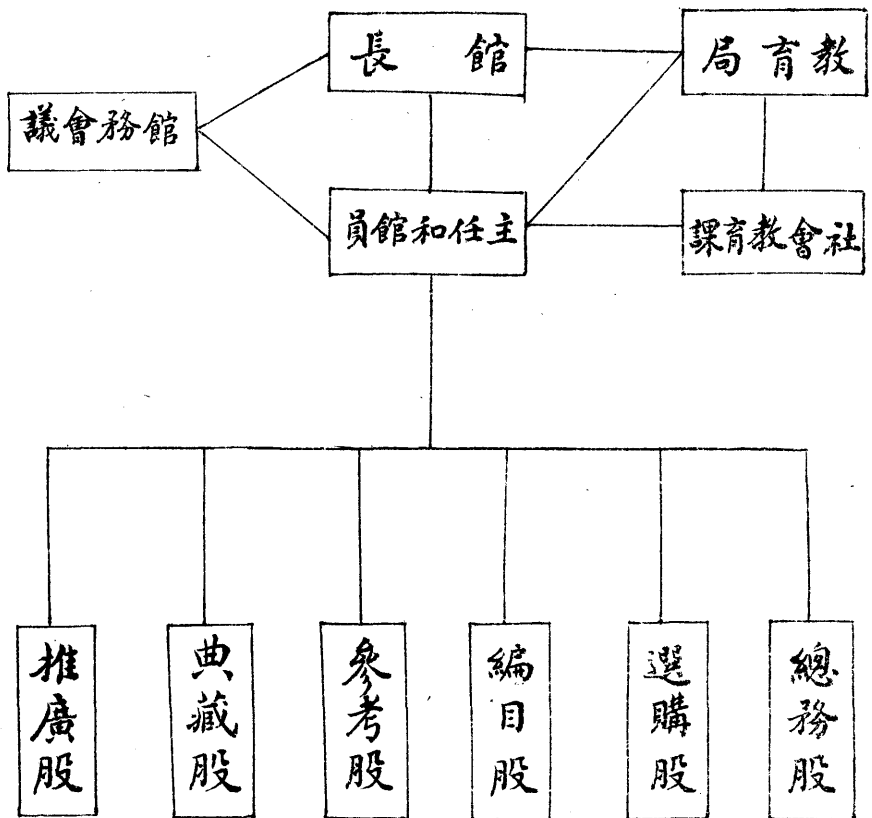 教育局
館長
館務會議
社會教育課
主任和館員
總務股
選購股
編目股
參考股
典藏股
推廣股